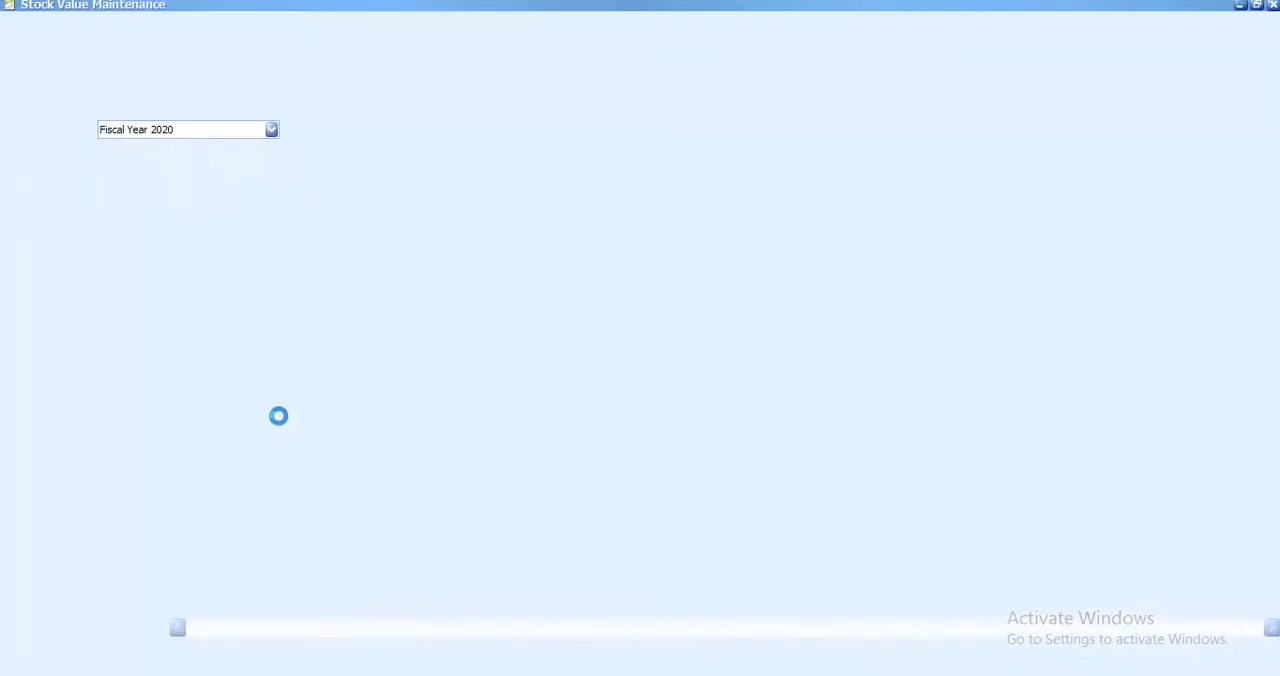 Stock Value Maintenance
Fiscal Year 2020
Activate Windows
Go to Settings to activate Windows.